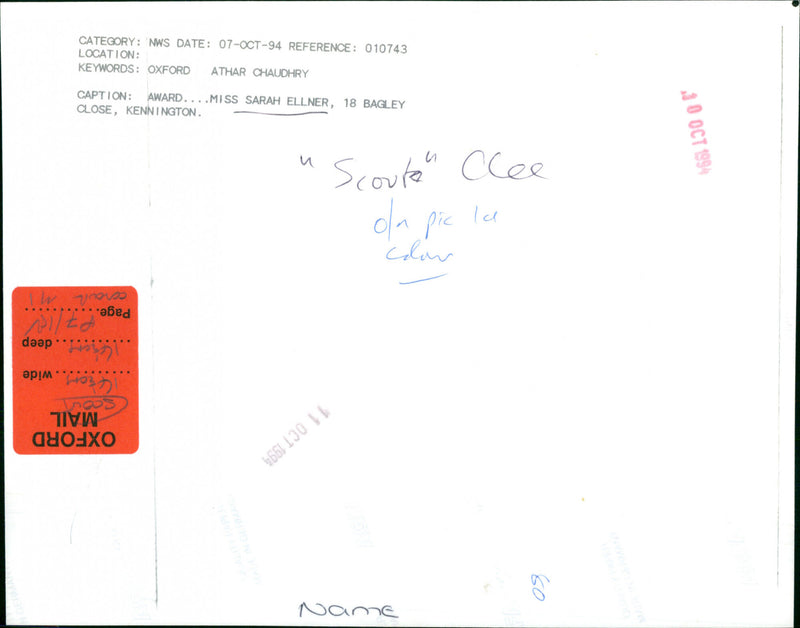 CATEGORY: NWS DATE: 07-OCT-94 REFERENCE: 010743
LOCATION:
KEYWORDS: OXFORD ATHAR CHAUDHRY
CAPTION: AWARD....MISS SARAH ELLNER, 18 BAGLEY
CLOSE, KENNINGTON.
10 OCT 1994
"Scouts" Clee
o/n pic
colour
OXFORD
MAIL
Scout
wide
deep
Page
11 OCT 1994
60
Name